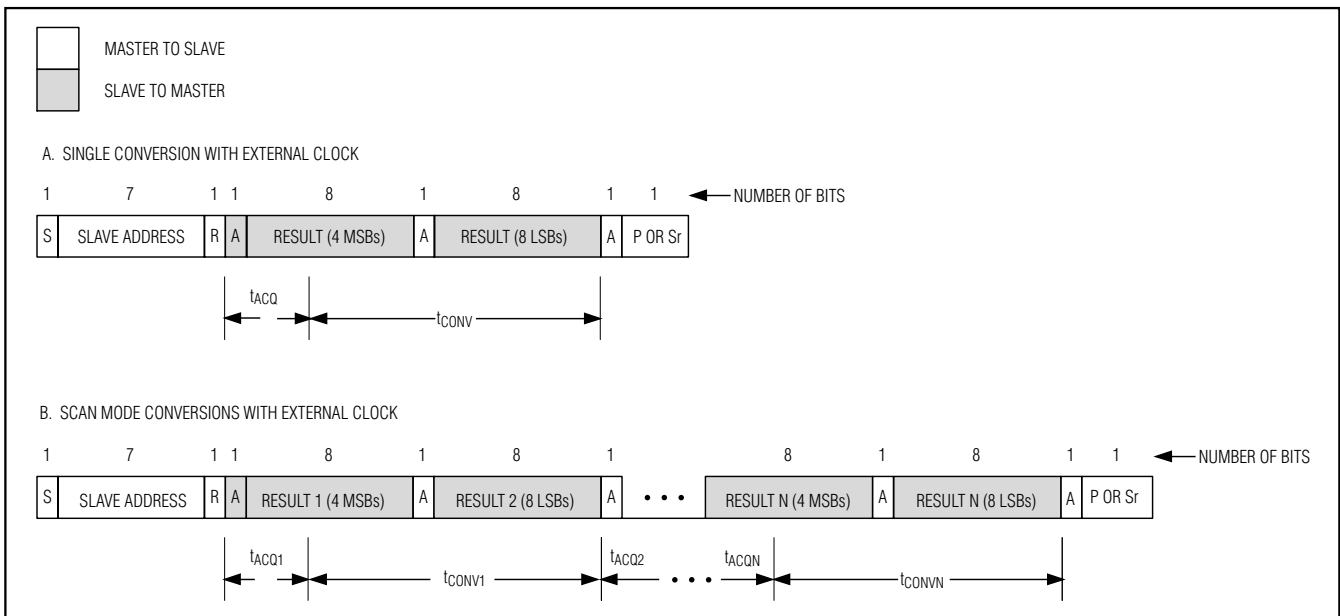 MASTER TO SLAVE
SLAVE TO MASTER
A. SINGLE CONVERSION WITH EXTERNAL CLOCK
1 7 1 1 8 1 8 1 1 NUMBER OF BITS
S SLAVE ADDRESS R A RESULT (4 MSBs) A RESULT (8 LSBs) A P OR Sr
tACQ tCONV
B. SCAN MODE CONVERSIONS WITH EXTERNAL CLOCK
1 7 1 1 8 1 8 1 8 1 8 1 1 NUMBER OF BITS
S SLAVE ADDRESS R A RESULT 1 (4 MSBs) A RESULT 2 (8 LSBs) A • • • RESULT N (4 MSBs) A RESULT N (8 LSBs) A P OR Sr
tACQ1 tCONV1 tACQ2 • • • tACQN tCONVN